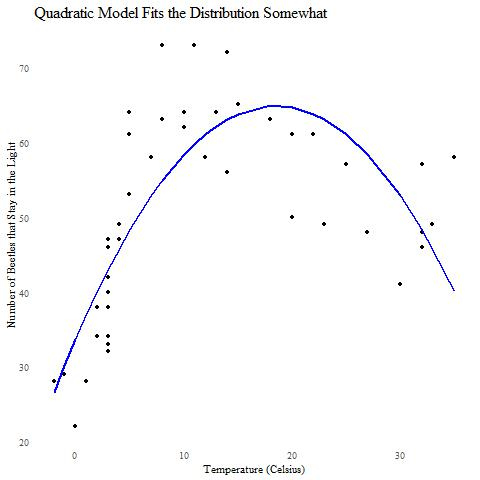 Quadratic Model Fits the Distribution Somewhat
Number of Beatles that Stay in the Light
70
60
50
40
30
20
0 10 20 30
Temperature (Celsius)